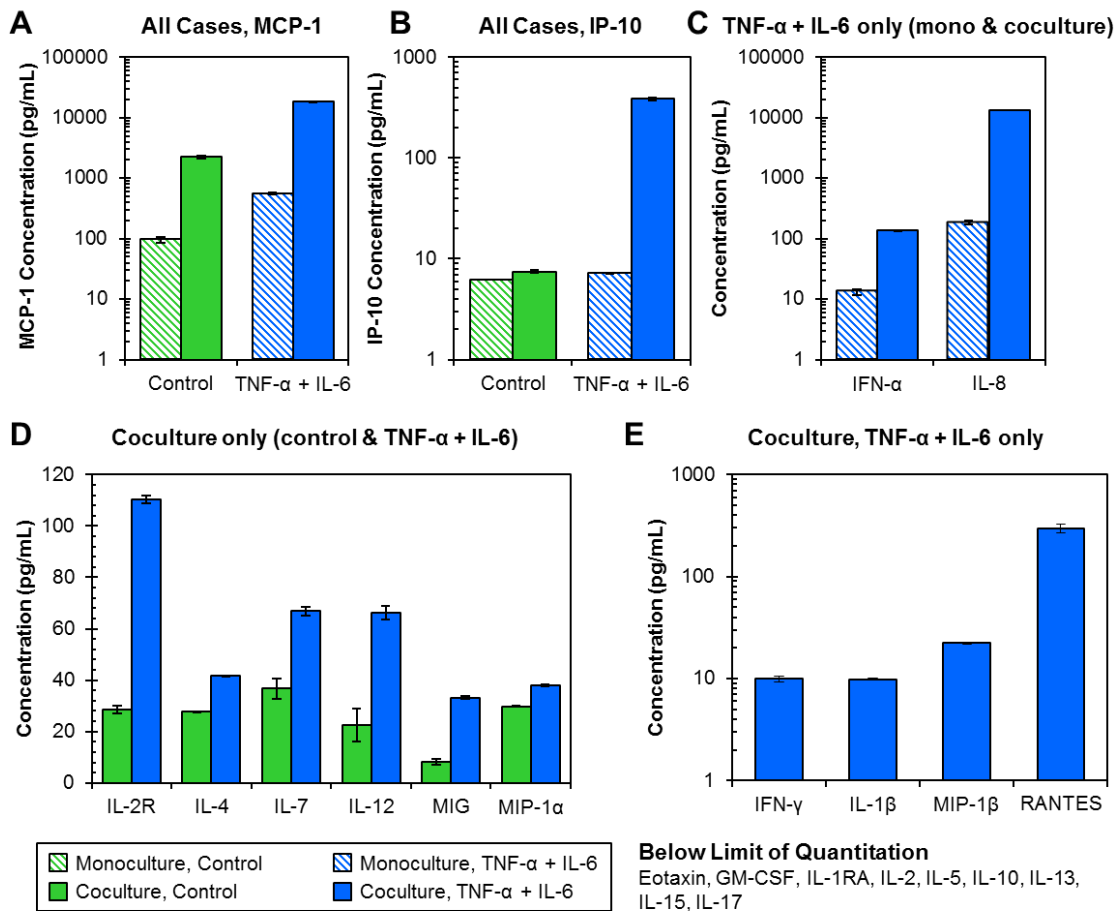 A
All Cases, MCP-1
MCP-1 Concentration (pg/mL)
100000
10000
1000
100
10
1
Control
TNF-α + IL-6
B
All Cases, IP-10
IP-10 Concentration (pg/mL)
1000
100
10
1
Control
TNF-α + IL-6
C
TNF-α + IL-6 only (mono & coculture)
Concentration (pg/mL)
100000
10000
1000
100
10
1
IFN-α
IL-8
D
Coculture only (control & TNF-α + IL-6)
Concentration (pg/mL)
120
100
80
60
40
20
0
IL-2R
IL-4
IL-7
IL-12
MIG
MIP-1α
E
Coculture, TNF-α + IL-6 only
Concentration (pg/mL)
1000
100
10
1
IFN-γ
IL-1β
MIP-1β
RANTES
Monoculture, Control
Monoculture, TNF-α + IL-6
Coculture, Control
Coculture, TNF-α + IL-6
Below Limit of Quantitation
Eotaxin, GM-CSF, IL-1RA, IL-2, IL-5, IL-10, IL-13,
IL-15, IL-17